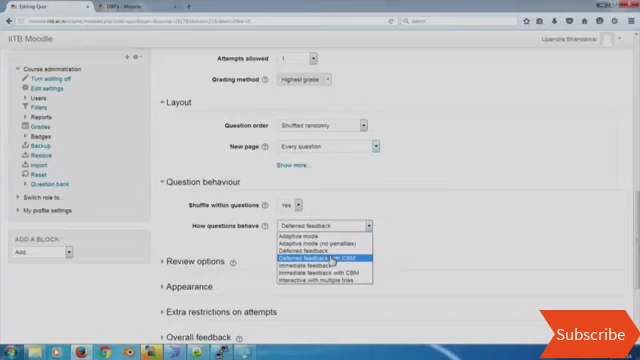 Editing Quiz
Search
IITB Moodle
Course administration
Turn editing off
Edit settings
Users
Filters
Reports
Grades
Badges
Backup
Restore
Import
Reset
Question bank
Switch role to...
My profile settings
ADD A BLOCK
Add...
Attempts allowed
1
Grading method
Highest grade
Layout
Question order
Shuffled randomly
New page
Every question
Show more...
Question behaviour
Shuffle within questions
Yes
How questions behave
Deferred feedback
Adaptive mode
Adaptive mode (no penalties)
Deferred feedback
Deferred feedback with CBM
Immediate feedback
Immediate feedback with CBM
Interactive with multiple tries
Review options
Appearance
Extra restrictions on attempts
Overall feedback
Subscribe